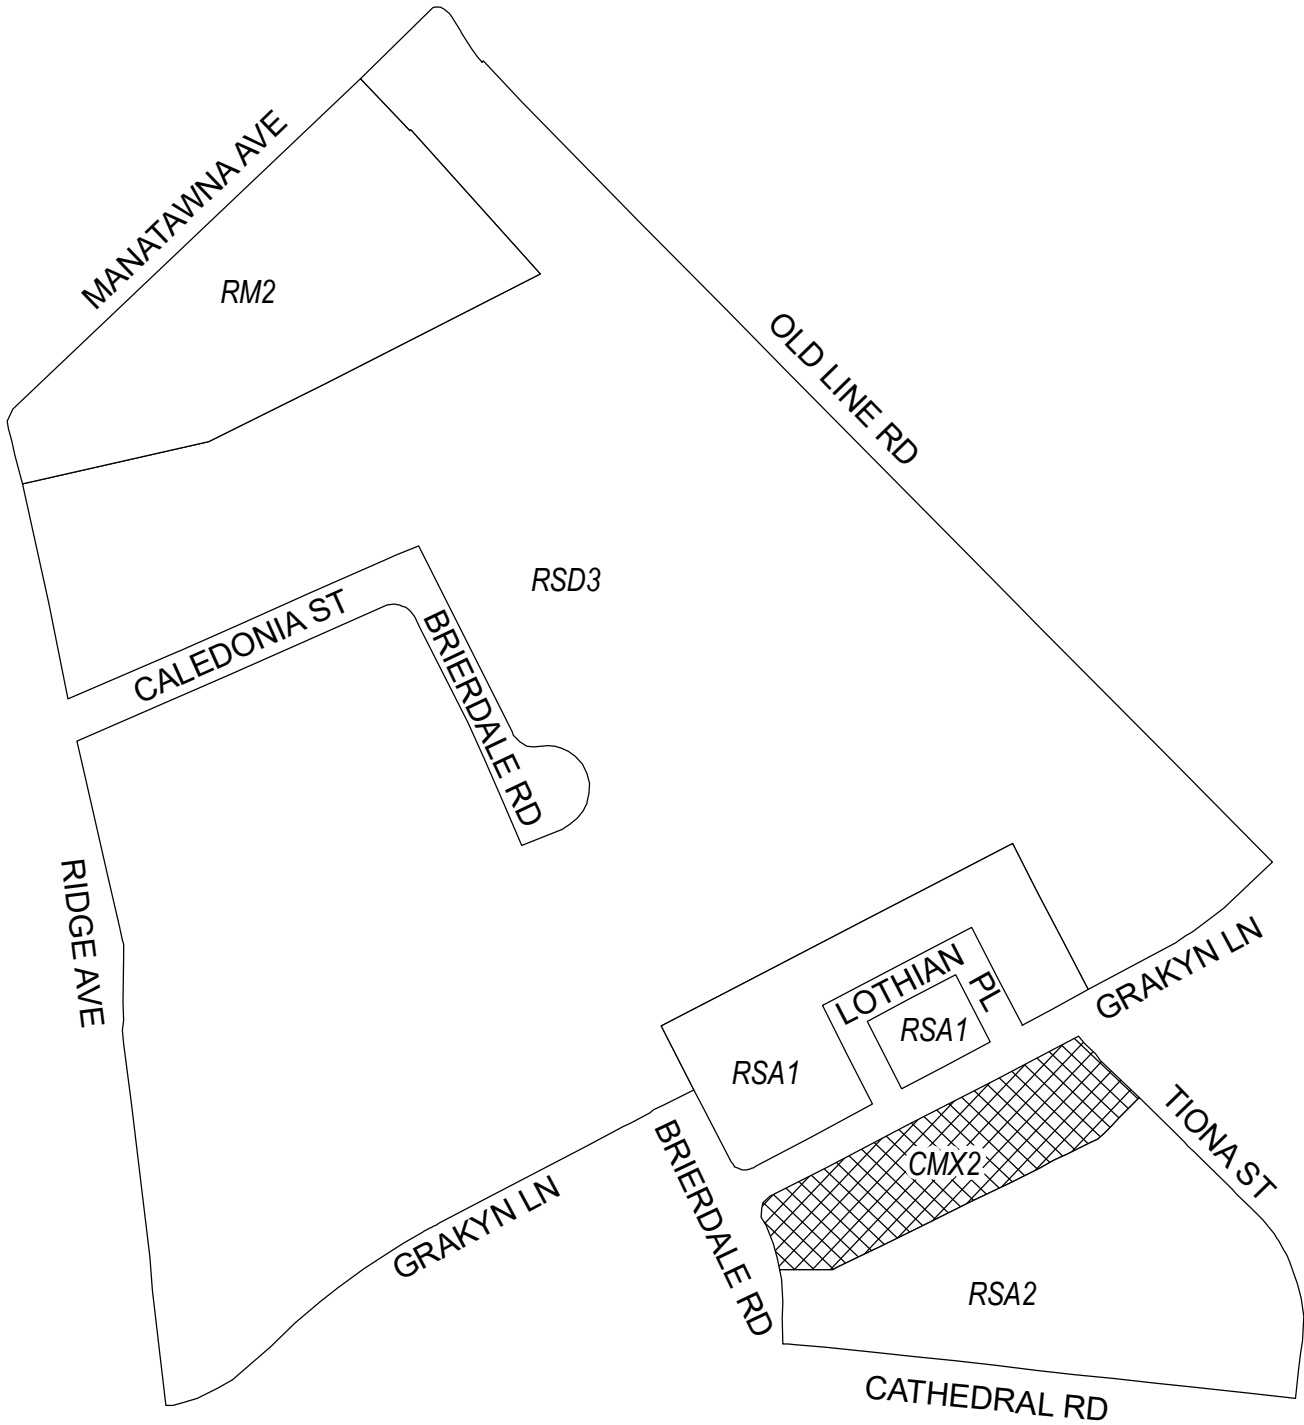 MANATAWNA AVE
RM2
OLD LINE RD
RSD3
CALEDONIA ST
BRIERDALE RD
RIDGE AVE
LOTHIAN PL
GRAKYN LN
RSA1
RSA1
TIONA ST
CMX2
BRIERDALE RD
GRAKYN LN
RSA2
CATHEDRAL RD